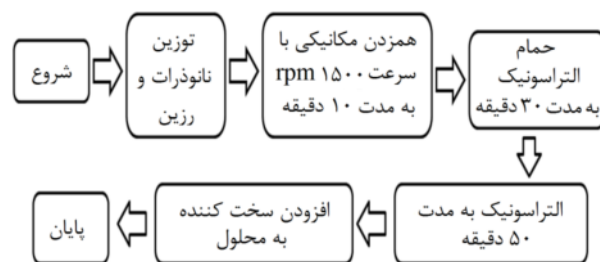 شروع
توزین
نانوذرات و
رزین
همزدن مکانیکی با
سرعت ۱۵۰۰ rpm
به مدت ۱۰ دقیقه
حمام
التراسونیک
به مدت ۳۰ دقیقه
التراسونیک به مدت
۵۰ دقیقه
افزودن سخت کننده
به محلول
پایان